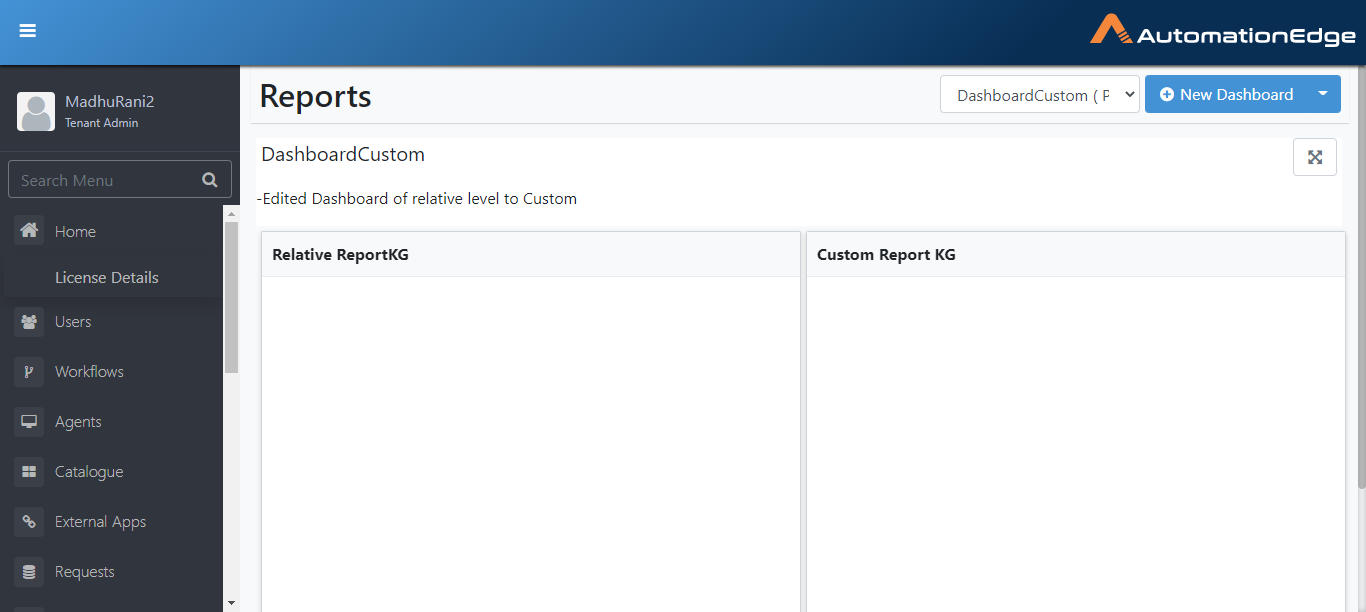 AutomationEdge
MadhuRani2
Tenant Admin
Search Menu
Home
License Details
Users
Workflows
Agents
Catalogue
External Apps
Requests
Reports
DashboardCustom ( P
New Dashboard
DashboardCustom
-Edited Dashboard of relative level to Custom
Relative ReportKG
Custom Report KG